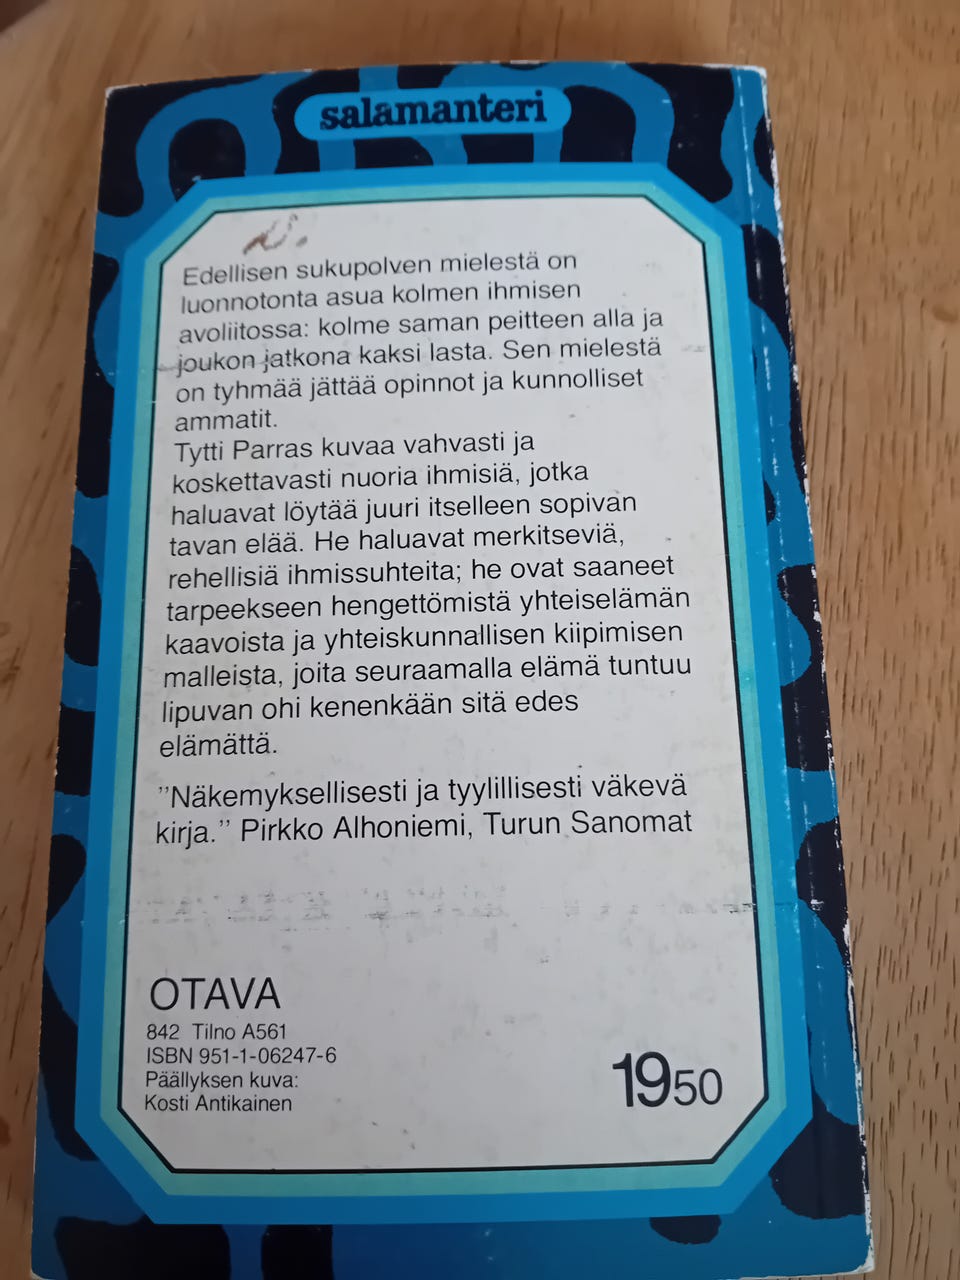 salamanteri
Edellisen sukupolven mielestä on
luonnotonta asua kolmen ihmisen
avoliitossa: kolme saman peitteen alla ja
joukon jatkona kaksi lasta. Sen mielestä
on tyhmää jättää opinnot ja kunnolliset
ammatit.
Tytti Parras kuvaa vahvasti ja
koskettavasti nuoria ihmisiä, jotka
haluavat löytää juuri itselleen sopivan
tavan elää. He haluavat merkitseviä,
rehellisiä ihmissuhteita; he ovat saaneet
tarpeekseen hengettömistä yhteiselämän
kaavoista ja yhteiskunnallisen kiipimisen
malleista, joita seuraamalla elämä tuntuu
lipuvan ohi kenenkään sitä edes
elämättä.
”Näkemyksellisesti ja tyylillisesti väkevä
kirja.” Pirkko Alhoniemi, Turun Sanomat
OTAVA
842 Tilno A561
ISBN 951-1-06247-6
Päällyksen kuva:
Kosti Antikainen
1950